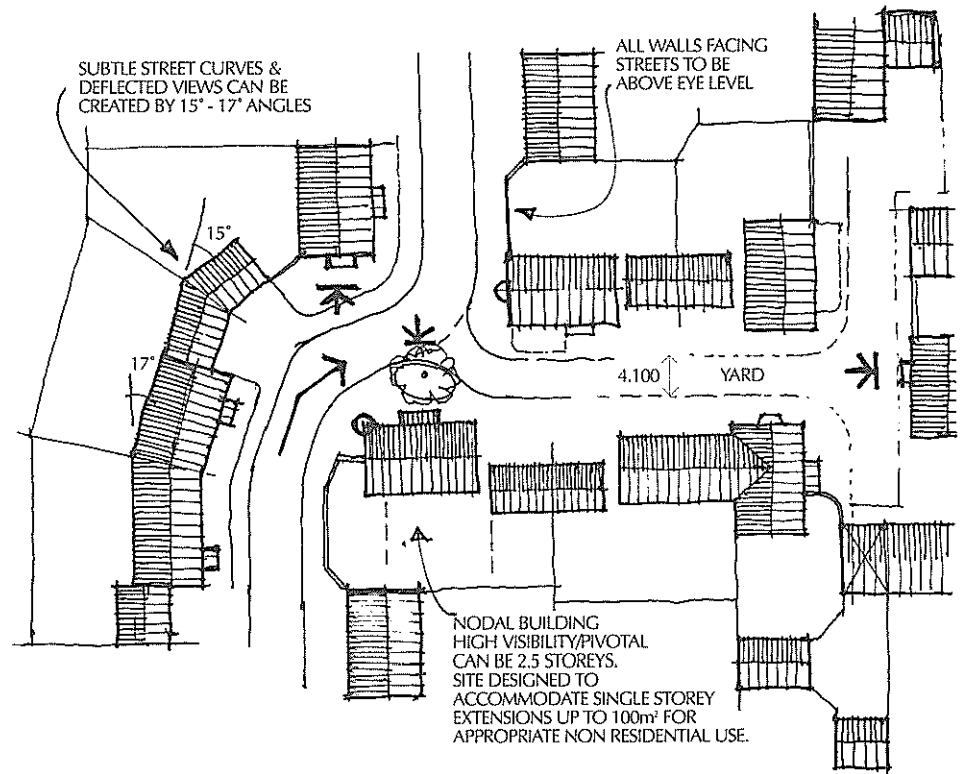 SUBTLE STREET CURVES &
DEFLECTED VIEWS CAN BE
CREATED BY 15° - 17° ANGLES
ALL WALLS FACING
STREETS TO BE
ABOVE EYE LEVEL
15°
17°
4.100
YARD
NODAL BUILDING
HIGH VISIBILITY/PIVOTAL
CAN BE 2.5 STOREYS.
SITE DESIGNED TO
ACCOMMODATE SINGLE STOREY
EXTENSIONS UP TO 100m² FOR
APPROPRIATE NON RESIDENTIAL USE.